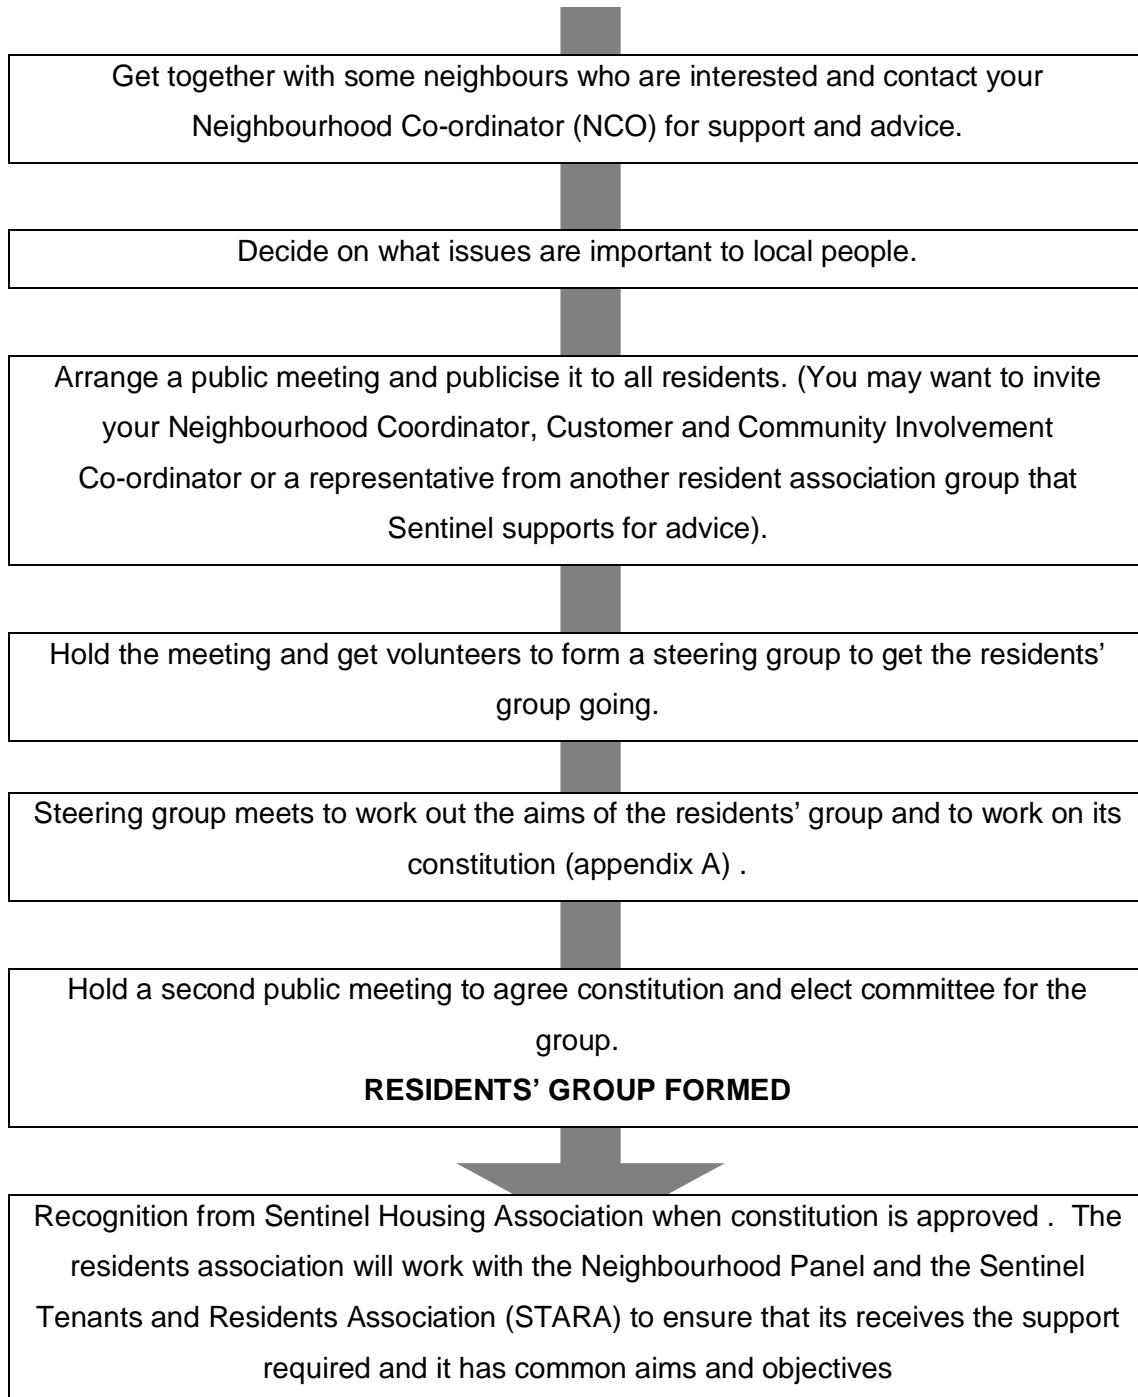 Get together with some neighbours who are interested and contact your
Neighbourhood Co-ordinator (NCO) for support and advice.
Decide on what issues are important to local people.
Arrange a public meeting and publicise it to all residents. (You may want to invite
your Neighbourhood Coordinator, Customer and Community Involvement
Co-ordinator or a representative from another resident association group that
Sentinel supports for advice).
Hold the meeting and get volunteers to form a steering group to get the residents’
group going.
Steering group meets to work out the aims of the residents’ group and to work on its
constitution (appendix A) .
Hold a second public meeting to agree constitution and elect committee for the
group.
RESIDENTS’ GROUP FORMED
Recognition from Sentinel Housing Association when constitution is approved .  The
residents association will work with the Neighbourhood Panel and the Sentinel
Tenants and Residents Association (STARA) to ensure that its receives the support
required and it has common aims and objectives